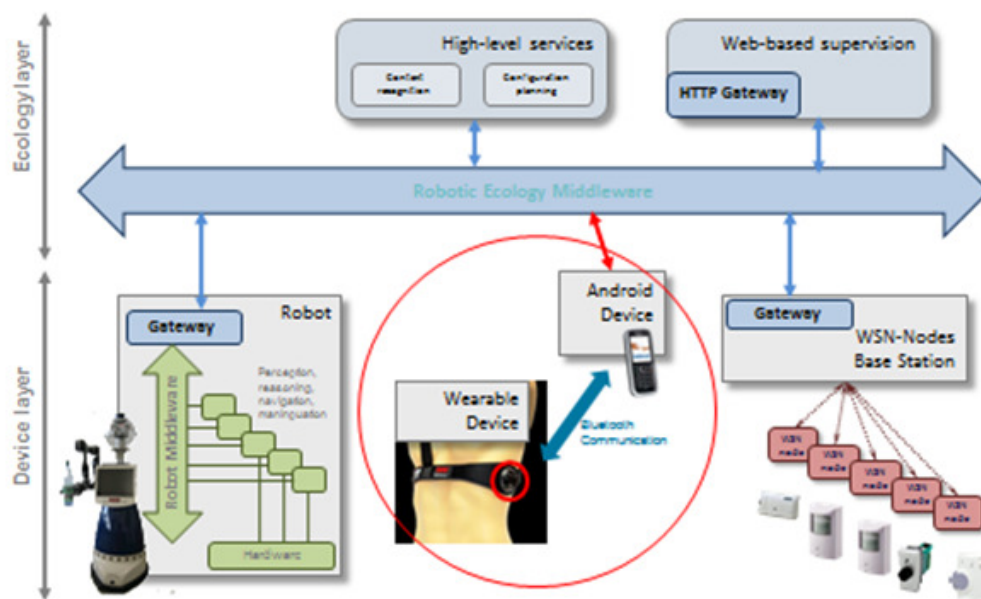 Ecology layer
High-level services
Context
recognition
Configuration
planning
Web-based supervision
HTTP Gateway
Robotic Ecology Middleware
Device layer
Gateway
Robot
Robot Middleware
Perception,
reasoning,
navigation,
Hardware
Android
Device
Wearable
Device
Bluetooth
Communication
Gateway
WSN-Nodes
Base Station
WSN
node
WSN
node
WSN
node
WSN
node
WSN
node